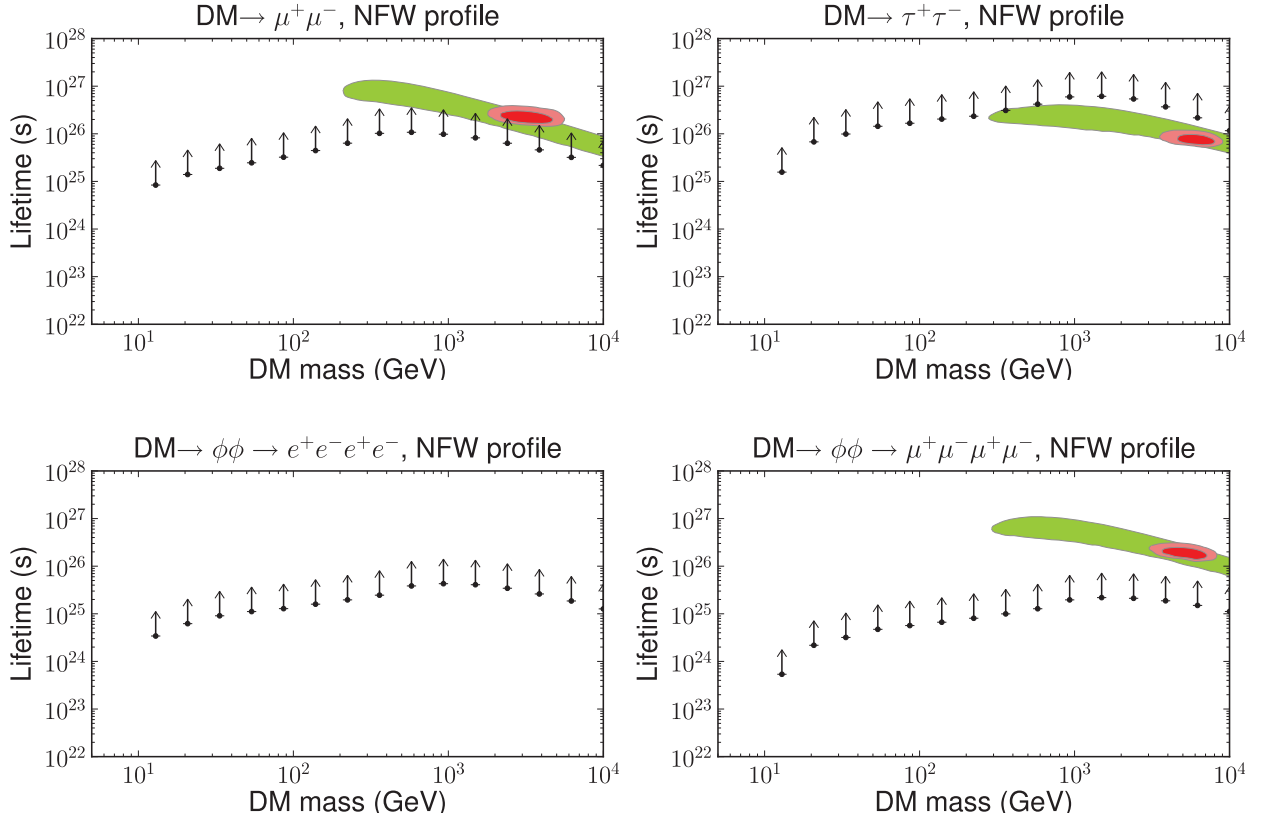 DM→ μ⁺μ⁻, NFW profile
10²⁸
10²⁷
10²⁶
10²⁵
10²⁴
10²³
10²²
Lifetime (s)
10¹ 10² 10³ 10⁴
DM mass (GeV)
DM→ τ⁺τ⁻, NFW profile
10²⁸
10²⁷
10²⁶
10²⁵
10²⁴
10²³
10²²
Lifetime (s)
10¹ 10² 10³ 10⁴
DM mass (GeV)
DM→ ϕϕ → e⁺e⁻e⁺e⁻, NFW profile
10²⁸
10²⁷
10²⁶
10²⁵
10²⁴
10²³
10²²
Lifetime (s)
10¹ 10² 10³ 10⁴
DM mass (GeV)
DM→ ϕϕ → μ⁺μ⁻μ⁺μ⁻, NFW profile
10²⁸
10²⁷
10²⁶
10²⁵
10²⁴
10²³
10²²
Lifetime (s)
10¹ 10² 10³ 10⁴
DM mass (GeV)